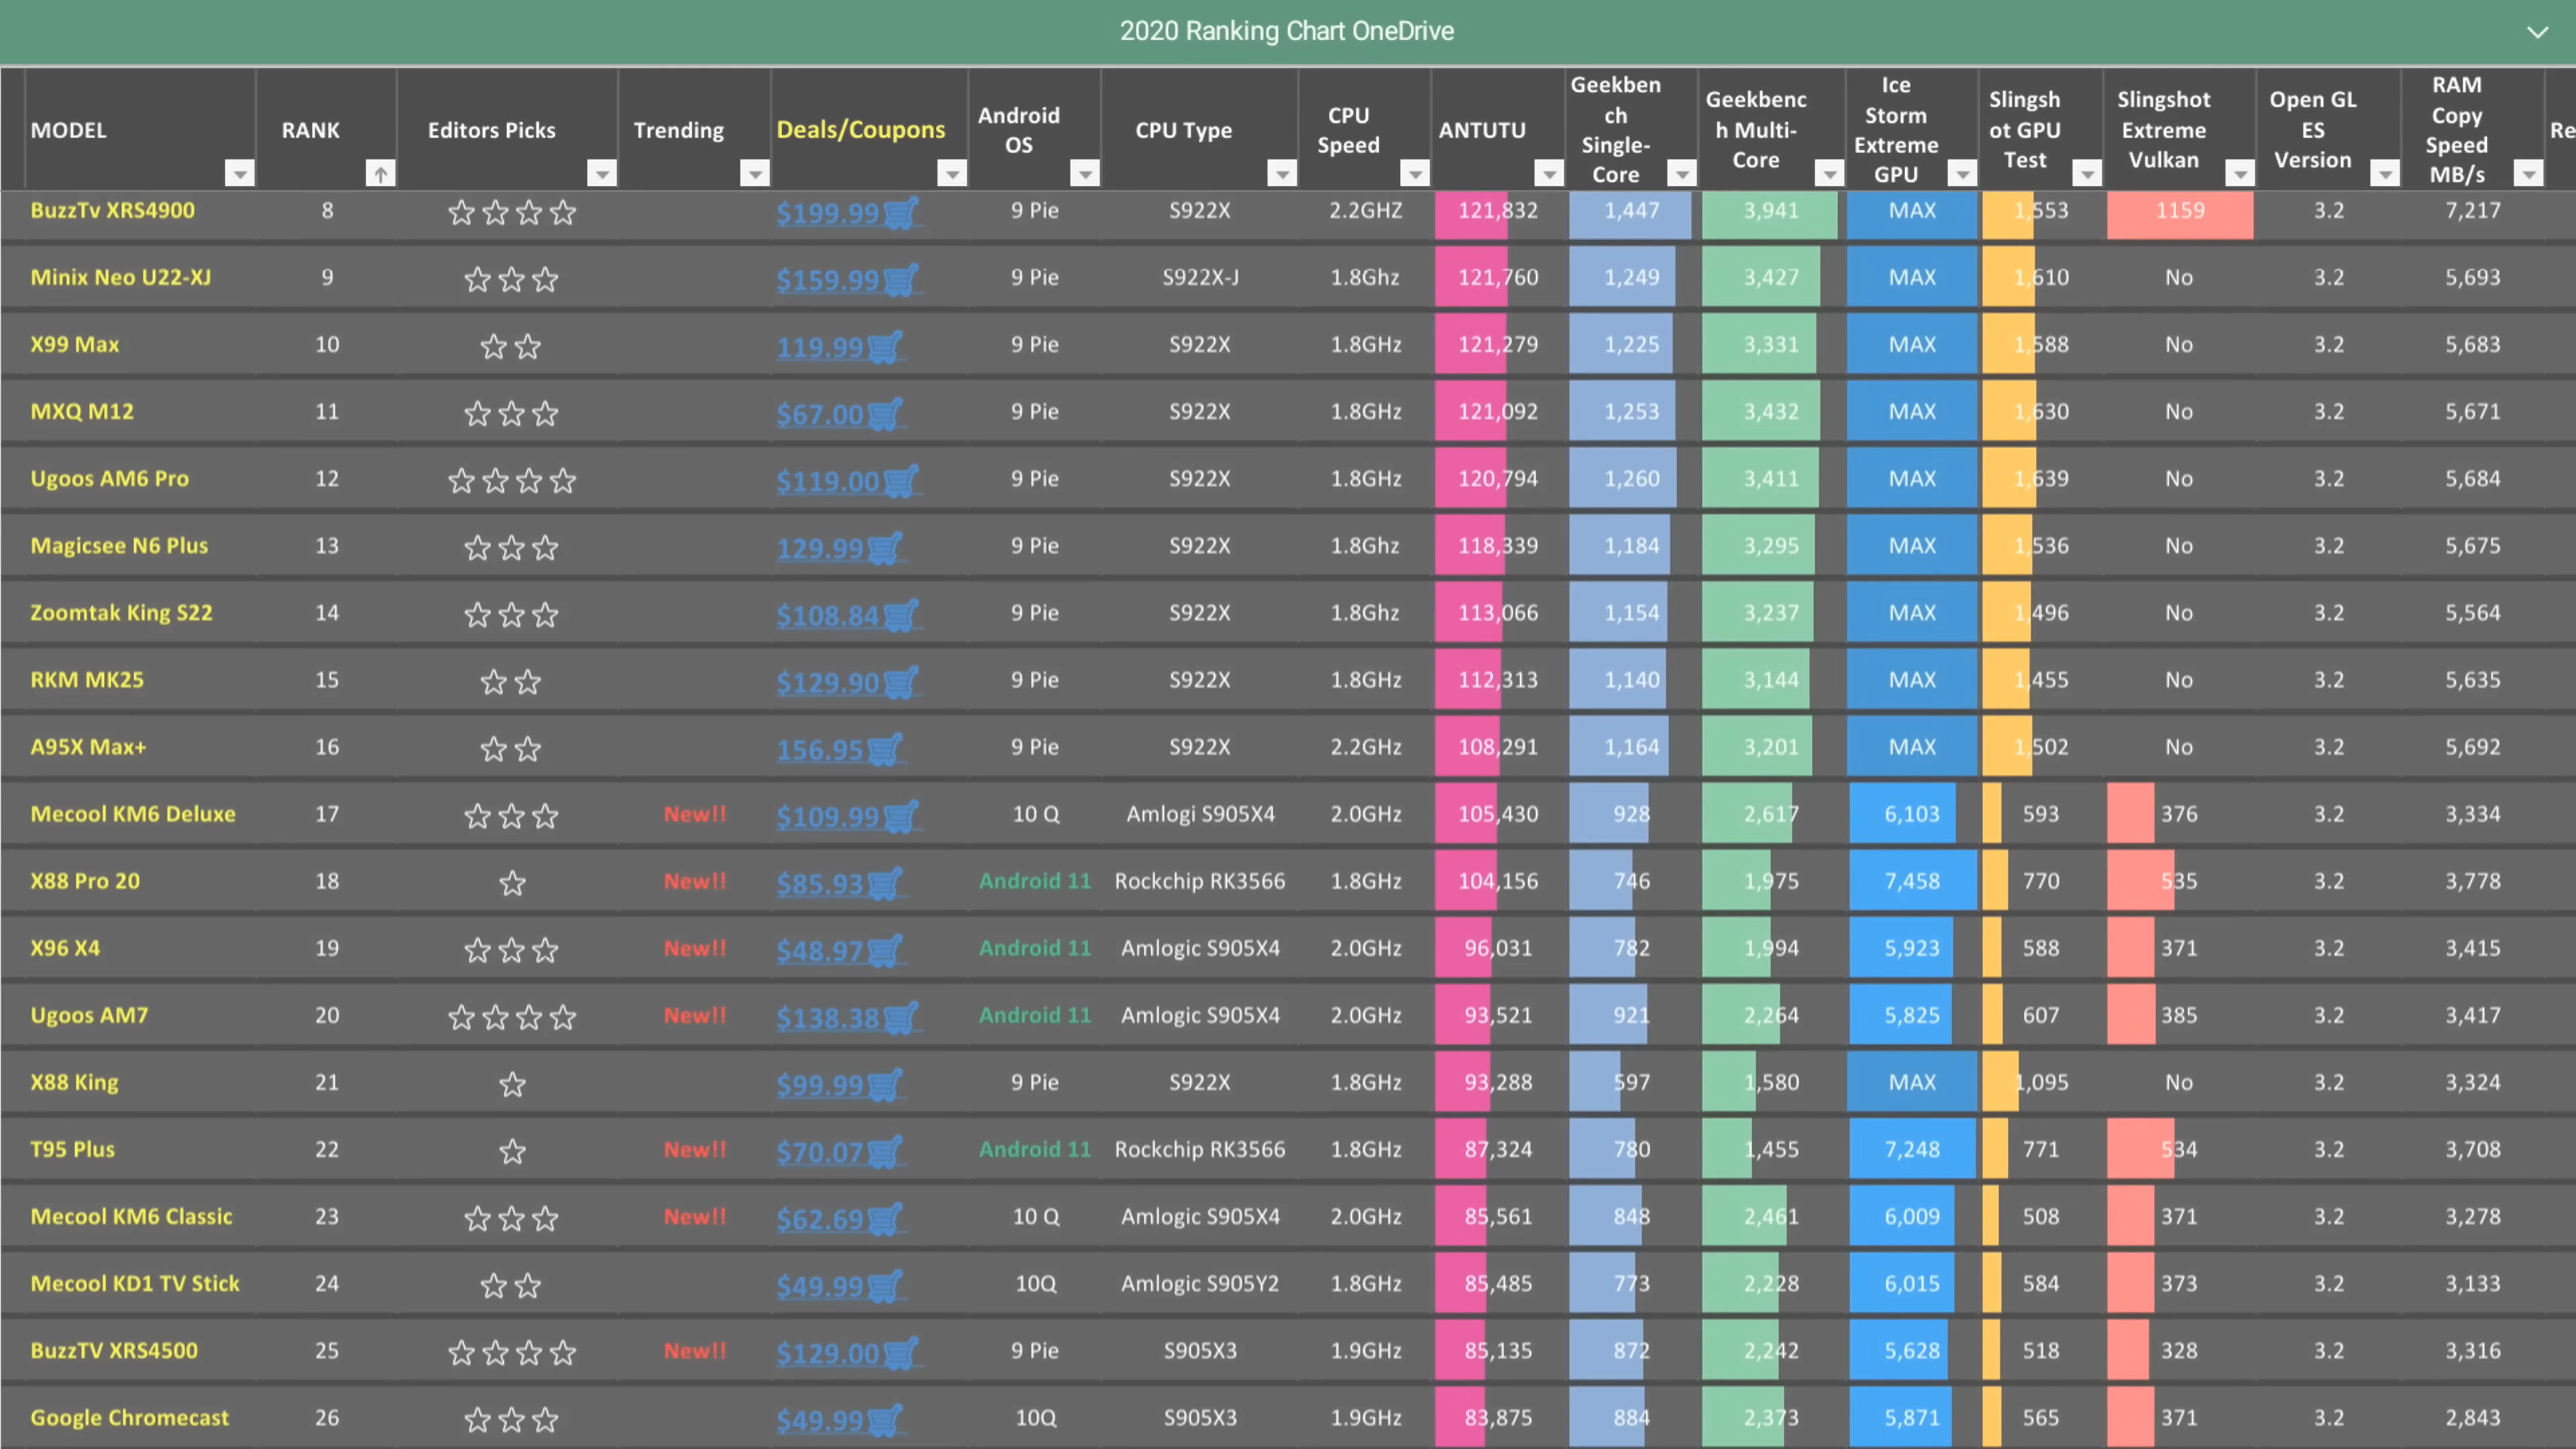 2020 Ranking Chart OneDrive
MODEL RANK Editors Picks Trending Deals/Coupons Android OS CPU Type CPU Speed ANTUTU Geekben ch Single- Core Geekbenc h Multi- Core Ice Storm Extreme GPU Slingsh ot GPU Test Slingshot Extreme Vulkan Open GL ES Version RAM Copy Speed MB/s Re
BuzzTv XRS4900 8 $199.99 9 Pie S922X 2.2GHZ 121,832 1,447 3,941 MAX 1,553 1159 3.2 7,217
Minix Neo U22-XJ 9 $159.99 9 Pie S922X-J 1.8Ghz 121,760 1,249 3,427 MAX 1,610 No 3.2 5,693
X99 Max 10 119.99 9 Pie S922X 1.8GHz 121,279 1,225 3,331 MAX 1,588 No 3.2 5,683
MXQ M12 11 $67.00 9 Pie S922X 1.8GHz 121,092 1,253 3,432 MAX 1,630 No 3.2 5,671
Ugoos AM6 Pro 12 $119.00 9 Pie S922X 1.8GHz 120,794 1,260 3,411 MAX 1,639 No 3.2 5,684
Magicsee N6 Plus 13 129.99 9 Pie S922X 1.8Ghz 118,339 1,184 3,295 MAX 1,536 No 3.2 5,675
Zoomtak King S22 14 $108.84 9 Pie S922X 1.8Ghz 113,066 1,154 3,237 MAX 1,496 No 3.2 5,564
RKM MK25 15 $129.90 9 Pie S922X 1.8GHz 112,313 1,140 3,144 MAX 1,455 No 3.2 5,635
A95X Max+ 16 156.95 9 Pie S922X 2.2GHz 108,291 1,164 3,201 MAX 1,502 No 3.2 5,692
Mecool KM6 Deluxe 17 New!! $109.99 10 Q Amlogi S905X4 2.0GHz 105,430 928 2,617 6,103 593 376 3.2 3,334
X88 Pro 20 18 New!! $85.93 Android 11 Rockchip RK3566 1.8GHz 104,156 746 1,975 7,458 770 535 3.2 3,778
X96 X4 19 New!! $48.97 Android 11 Amlogic S905X4 2.0GHz 96,031 782 1,994 5,923 588 371 3.2 3,415
Ugoos AM7 20 New!! $138.38 Android 11 Amlogic S905X4 2.0GHz 93,521 921 2,264 5,825 607 385 3.2 3,417
X88 King 21 $99.99 9 Pie S922X 1.8GHz 93,288 597 1,580 MAX 1,095 No 3.2 3,324
T95 Plus 22 New!! $70.07 Android 11 Rockchip RK3566 1.8GHz 87,324 780 1,455 7,248 771 534 3.2 3,708
Mecool KM6 Classic 23 New!! $62.69 10 Q Amlogic S905X4 2.0GHz 85,561 848 2,461 6,009 508 371 3.2 3,278
Mecool KD1 TV Stick 24 $49.99 10Q Amlogic S905Y2 1.8GHz 85,485 773 2,228 6,015 584 373 3.2 3,133
BuzzTV XRS4500 25 New!! $129.00 9 Pie S905X3 1.9GHz 85,135 872 2,242 5,628 518 328 3.2 3,316
Google Chromecast 26 $49.99 10Q S905X3 1.9GHz 83,875 884 2,373 5,871 565 371 3.2 2,843